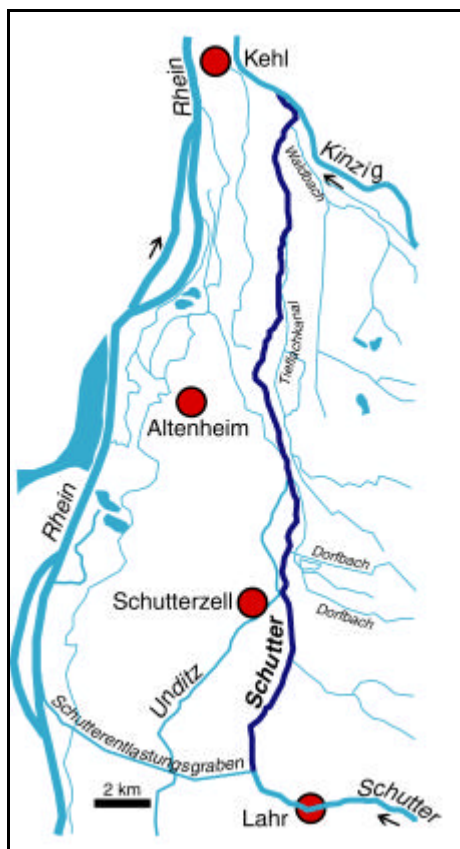 Kehl
Rhein
Kinzig
Waldbach
Tieflachkanal
Altenheim
Rhein
Dorfbach
Schutterzell
Dorfbach
Schutter
Unditz
Schutterentlastungsgraben
2 km
Schutter
Lahr